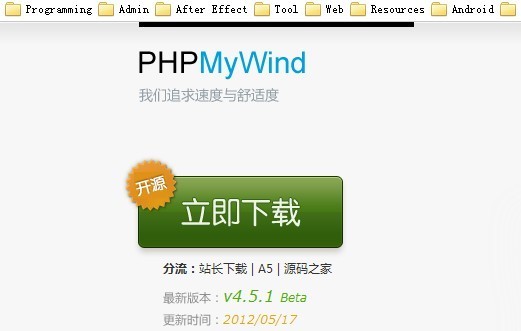 Programming Admin After Effect Tool Web Resources Android
PHPMyWind
我们追求速度与舒适度
开源
立即下载
分流：站长下载 | A5 | 源码之家
最新版本：v4.5.1 Beta
更新时间：2012/05/17